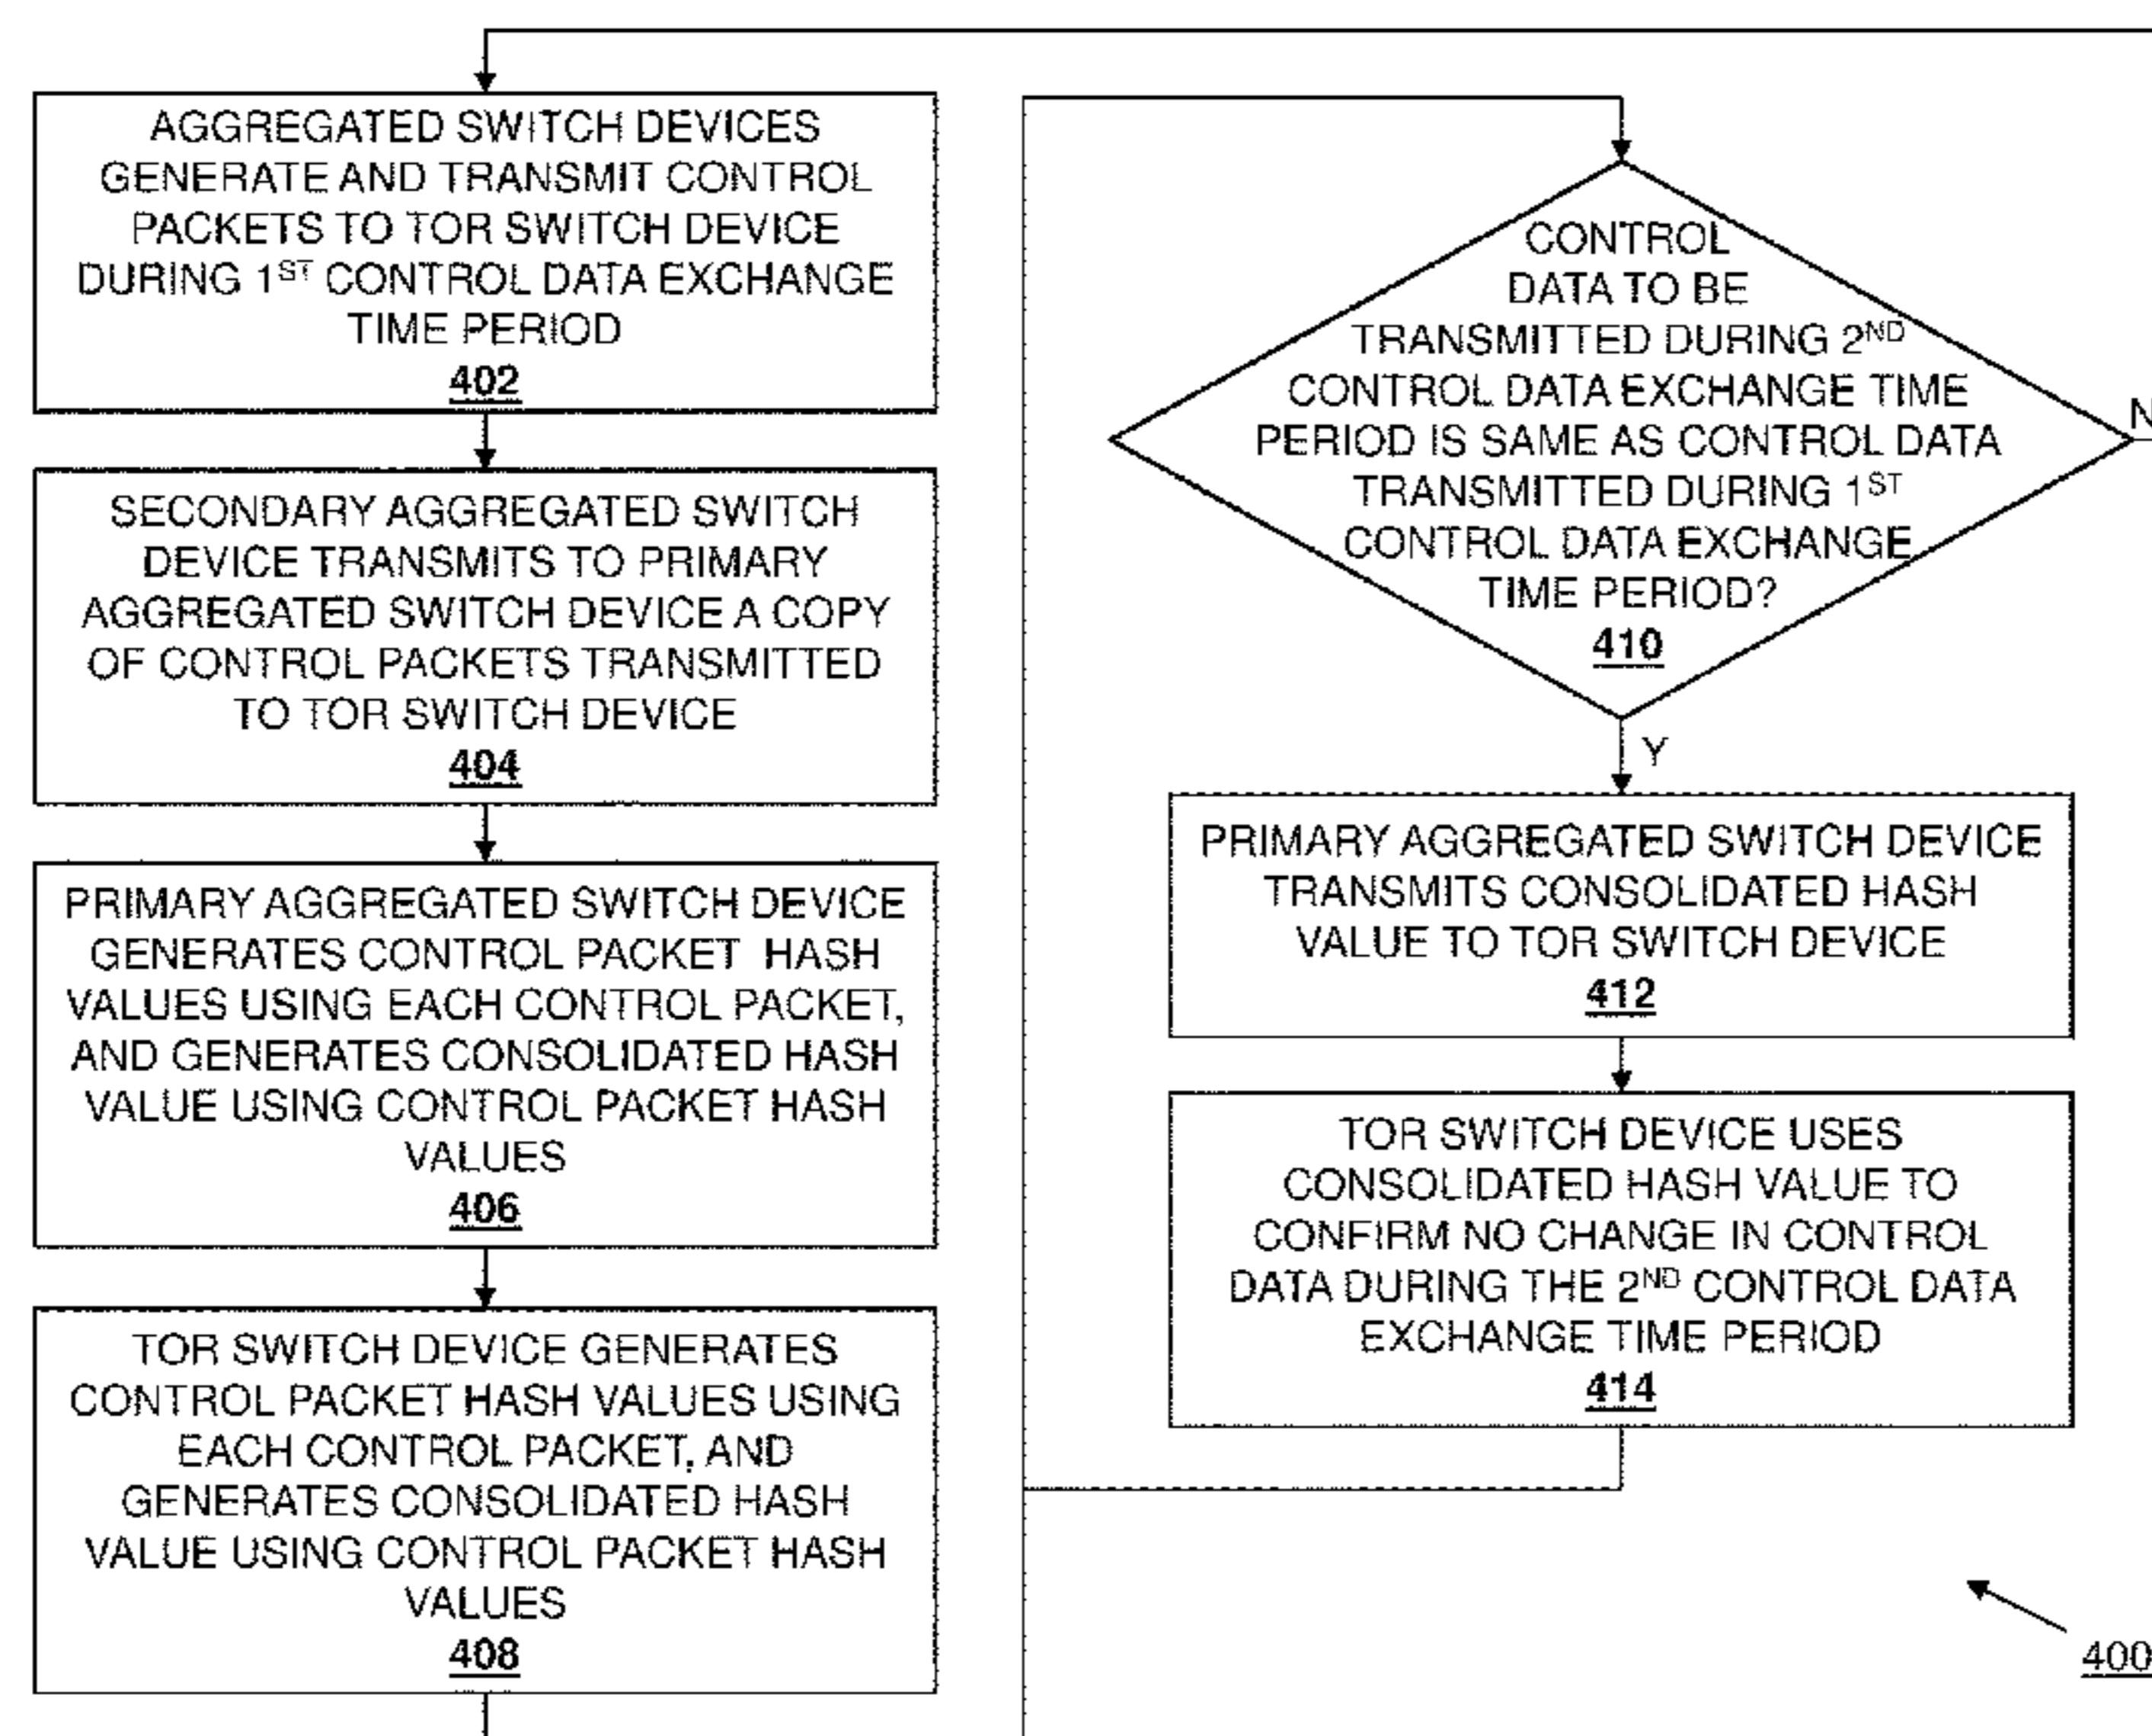 AGGREGATED SWITCH DEVICES
GENERATE AND TRANSMIT CONTROL
PACKETS TO TOR SWITCH DEVICE
DURING 1ST CONTROL DATA EXCHANGE
TIME PERIOD
402
SECONDARY AGGREGATED SWITCH
DEVICE TRANSMITS TO PRIMARY
AGGREGATED SWITCH DEVICE A COPY
OF CONTROL PACKETS TRANSMITTED
TO TOR SWITCH DEVICE
404
PRIMARY AGGREGATED SWITCH DEVICE
GENERATES CONTROL PACKET HASH
VALUES USING EACH CONTROL PACKET,
AND GENERATES CONSOLIDATED HASH
VALUE USING CONTROL PACKET HASH
VALUES
406
TOR SWITCH DEVICE GENERATES
CONTROL PACKET HASH VALUES USING
EACH CONTROL PACKET, AND
GENERATES CONSOLIDATED HASH
VALUE USING CONTROL PACKET HASH
VALUES
408
CONTROL
DATA TO BE
TRANSMITTED DURING 2ND
CONTROL DATA EXCHANGE TIME
PERIOD IS SAME AS CONTROL DATA
TRANSMITTED DURING 1ST
CONTROL DATA EXCHANGE
TIME PERIOD?
410
N
Y
PRIMARY AGGREGATED SWITCH DEVICE
TRANSMITS CONSOLIDATED HASH
VALUE TO TOR SWITCH DEVICE
412
TOR SWITCH DEVICE USES
CONSOLIDATED HASH VALUE TO
CONFIRM NO CHANGE IN CONTROL
DATA DURING THE 2ND CONTROL DATA
EXCHANGE TIME PERIOD
414
400